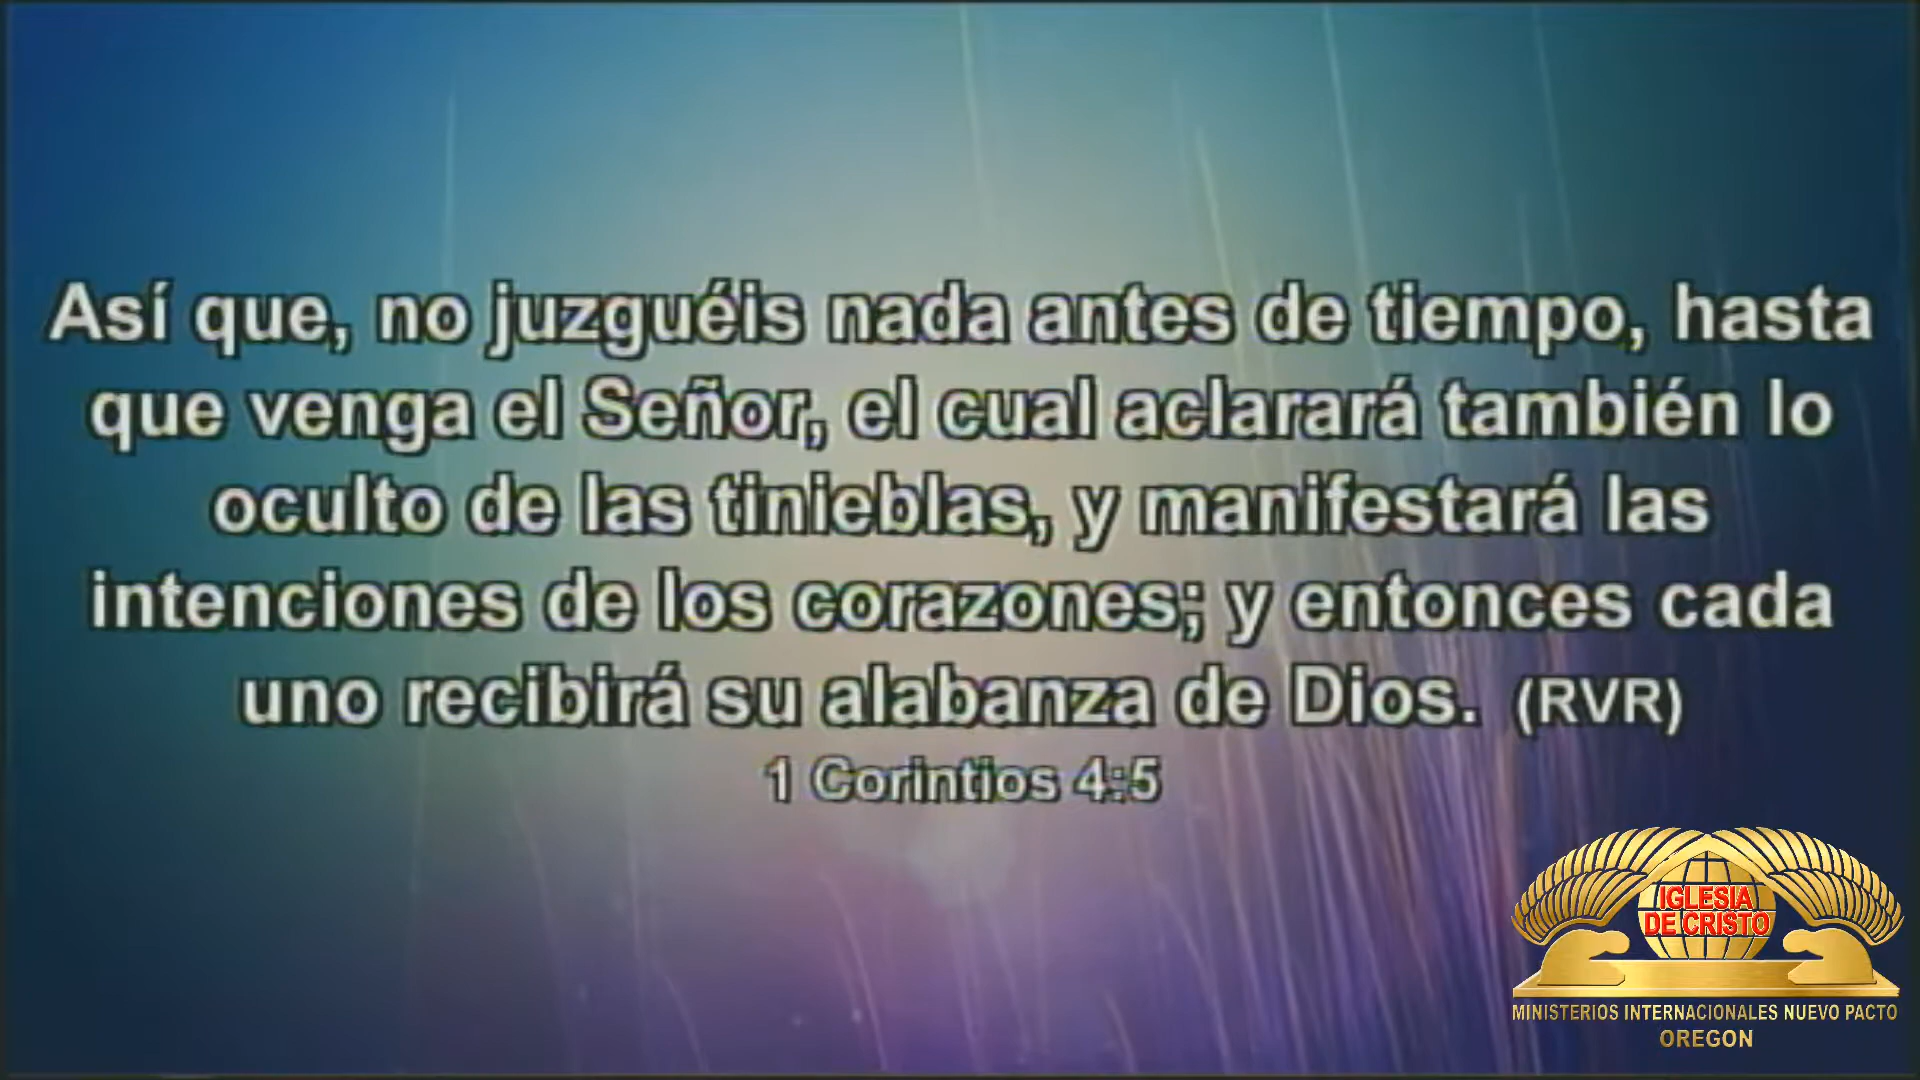 Así que, no juzguéis nada antes de tiempo, hasta
que venga el Señor, el cual aclarará también lo
oculto de las tinieblas, y manifestará las
intenciones de los corazones; y entonces cada
uno recibirá su alabanza de Dios. (RVR)
1 Corintios 4:5
IGLESIA
DE CRISTO
MINISTERIOS INTERNACIONALES NUEVO PACTO
OREGON